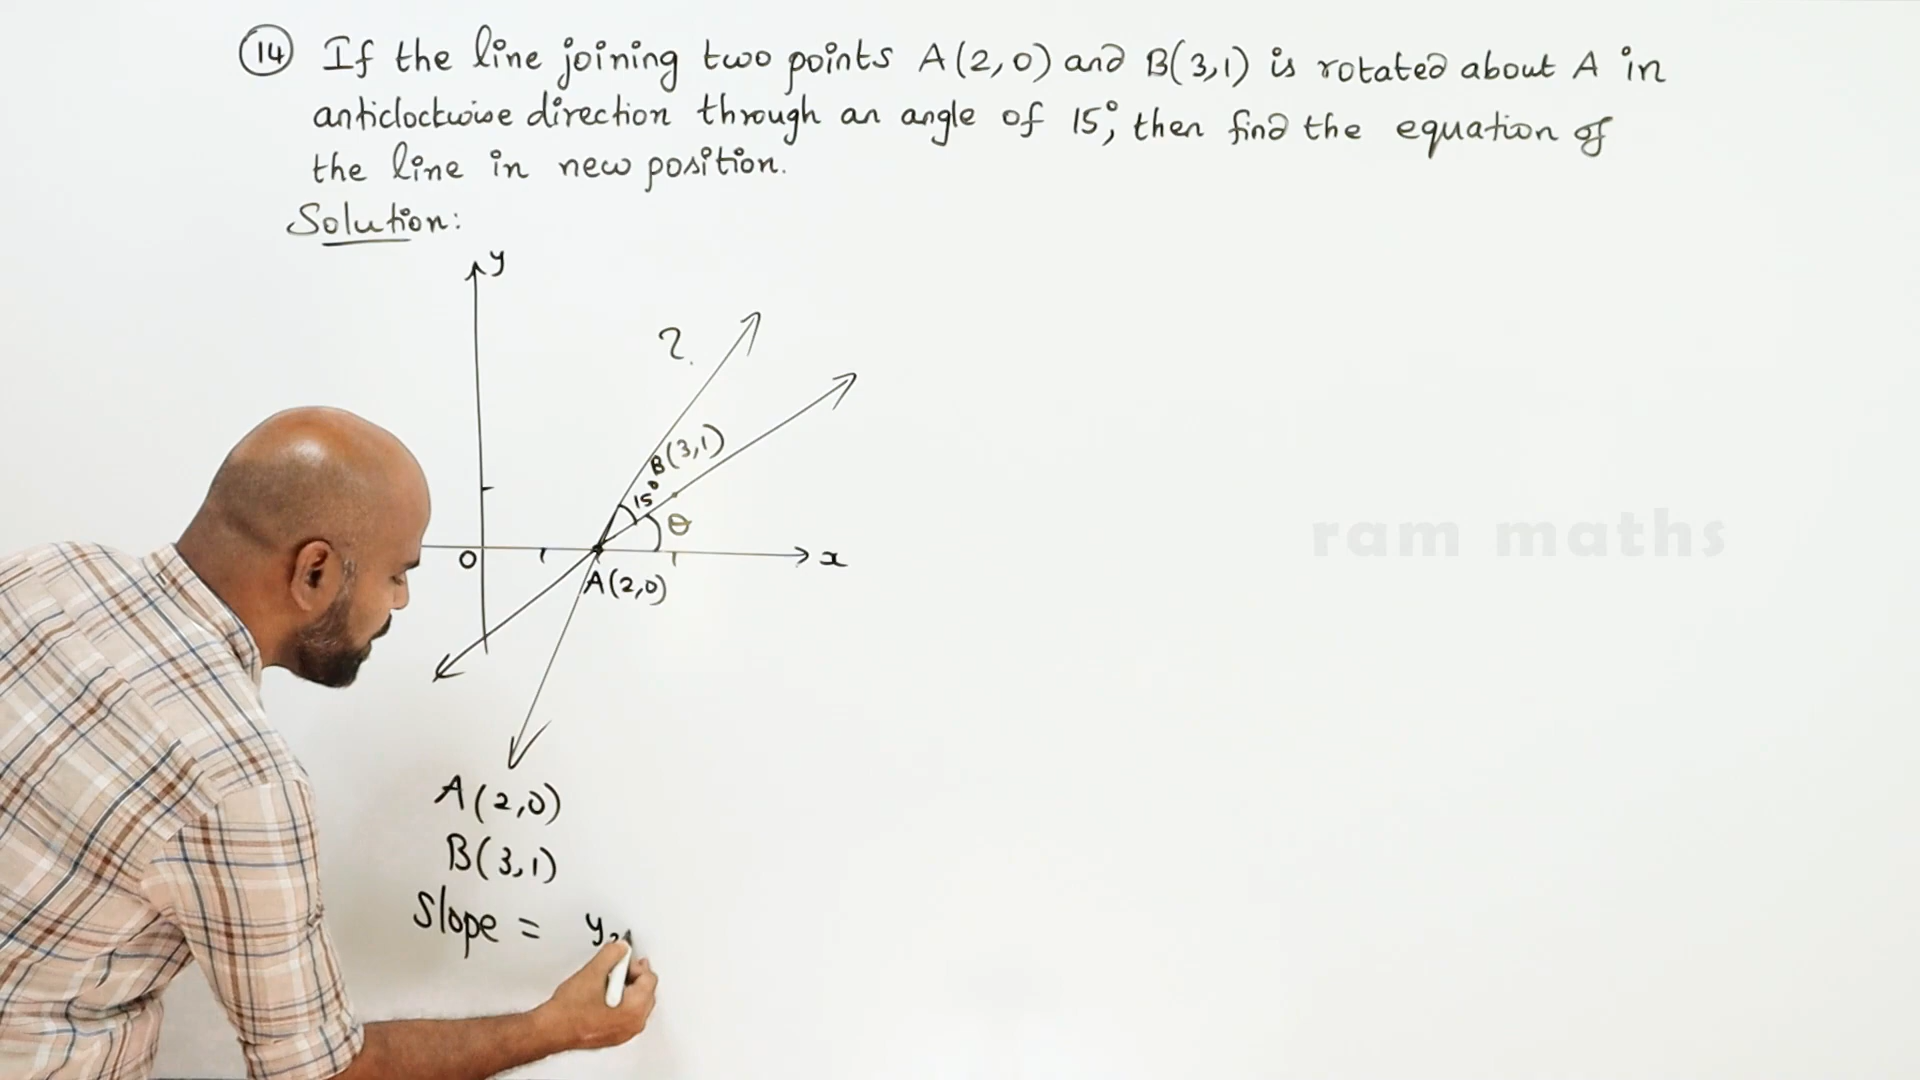 14 If the line joining two points A(2,0) and B(3,1) is rotated about A in
anticlockwise direction through an angle of 15°, then find the equation of
the line in new position.
Solution:
y
?
B(3,1)
15°
θ
O
x
A(2,0)
ram maths
A(2,0)
B(3,1)
Slope = y₂